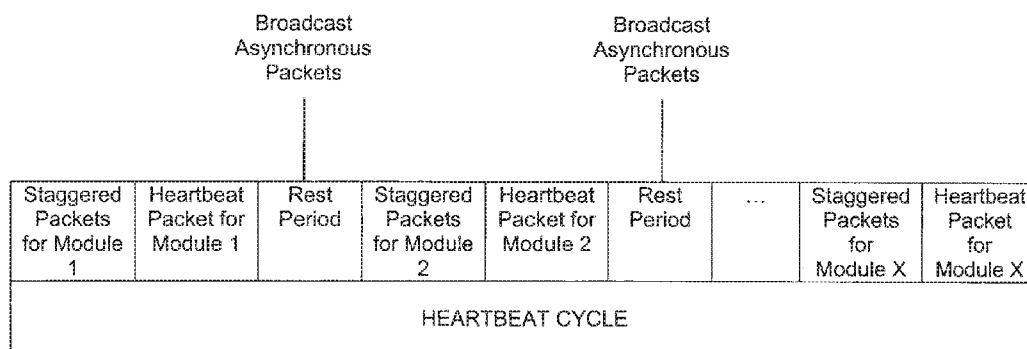 Broadcast
Asynchronous
Packets
Broadcast
Asynchronous
Packets
Staggered
Packets
for Module
1
Heartbeat
Packet for
Module 1
Rest
Period
Staggered
Packets
for Module
2
Heartbeat
Packet for
Module 2
Rest
Period
...
Staggered
Packets
for
Module X
Heartbeat
Packet
for
Module X
HEARTBEAT CYCLE